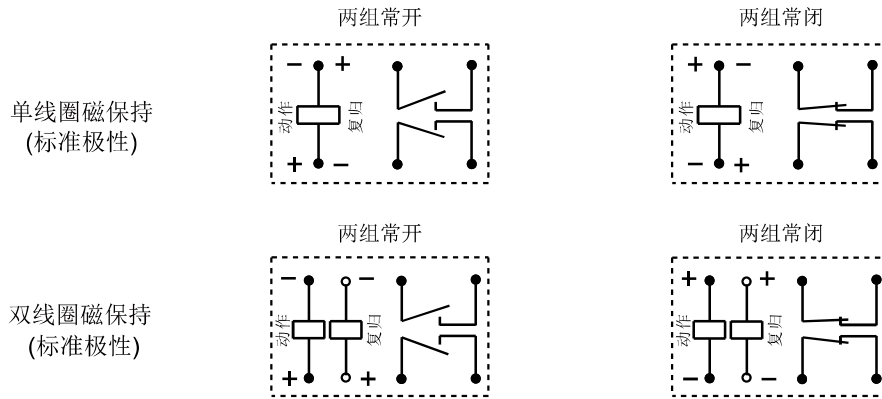 两组常开
两组常闭
单线圈磁保持
(标准极性)
− +
动作
复归
+ −
+ −
动作
复归
− +
两组常开
两组常闭
双线圈磁保持
(标准极性)
− −
动作
复归
+ +
+ +
动作
复归
− −